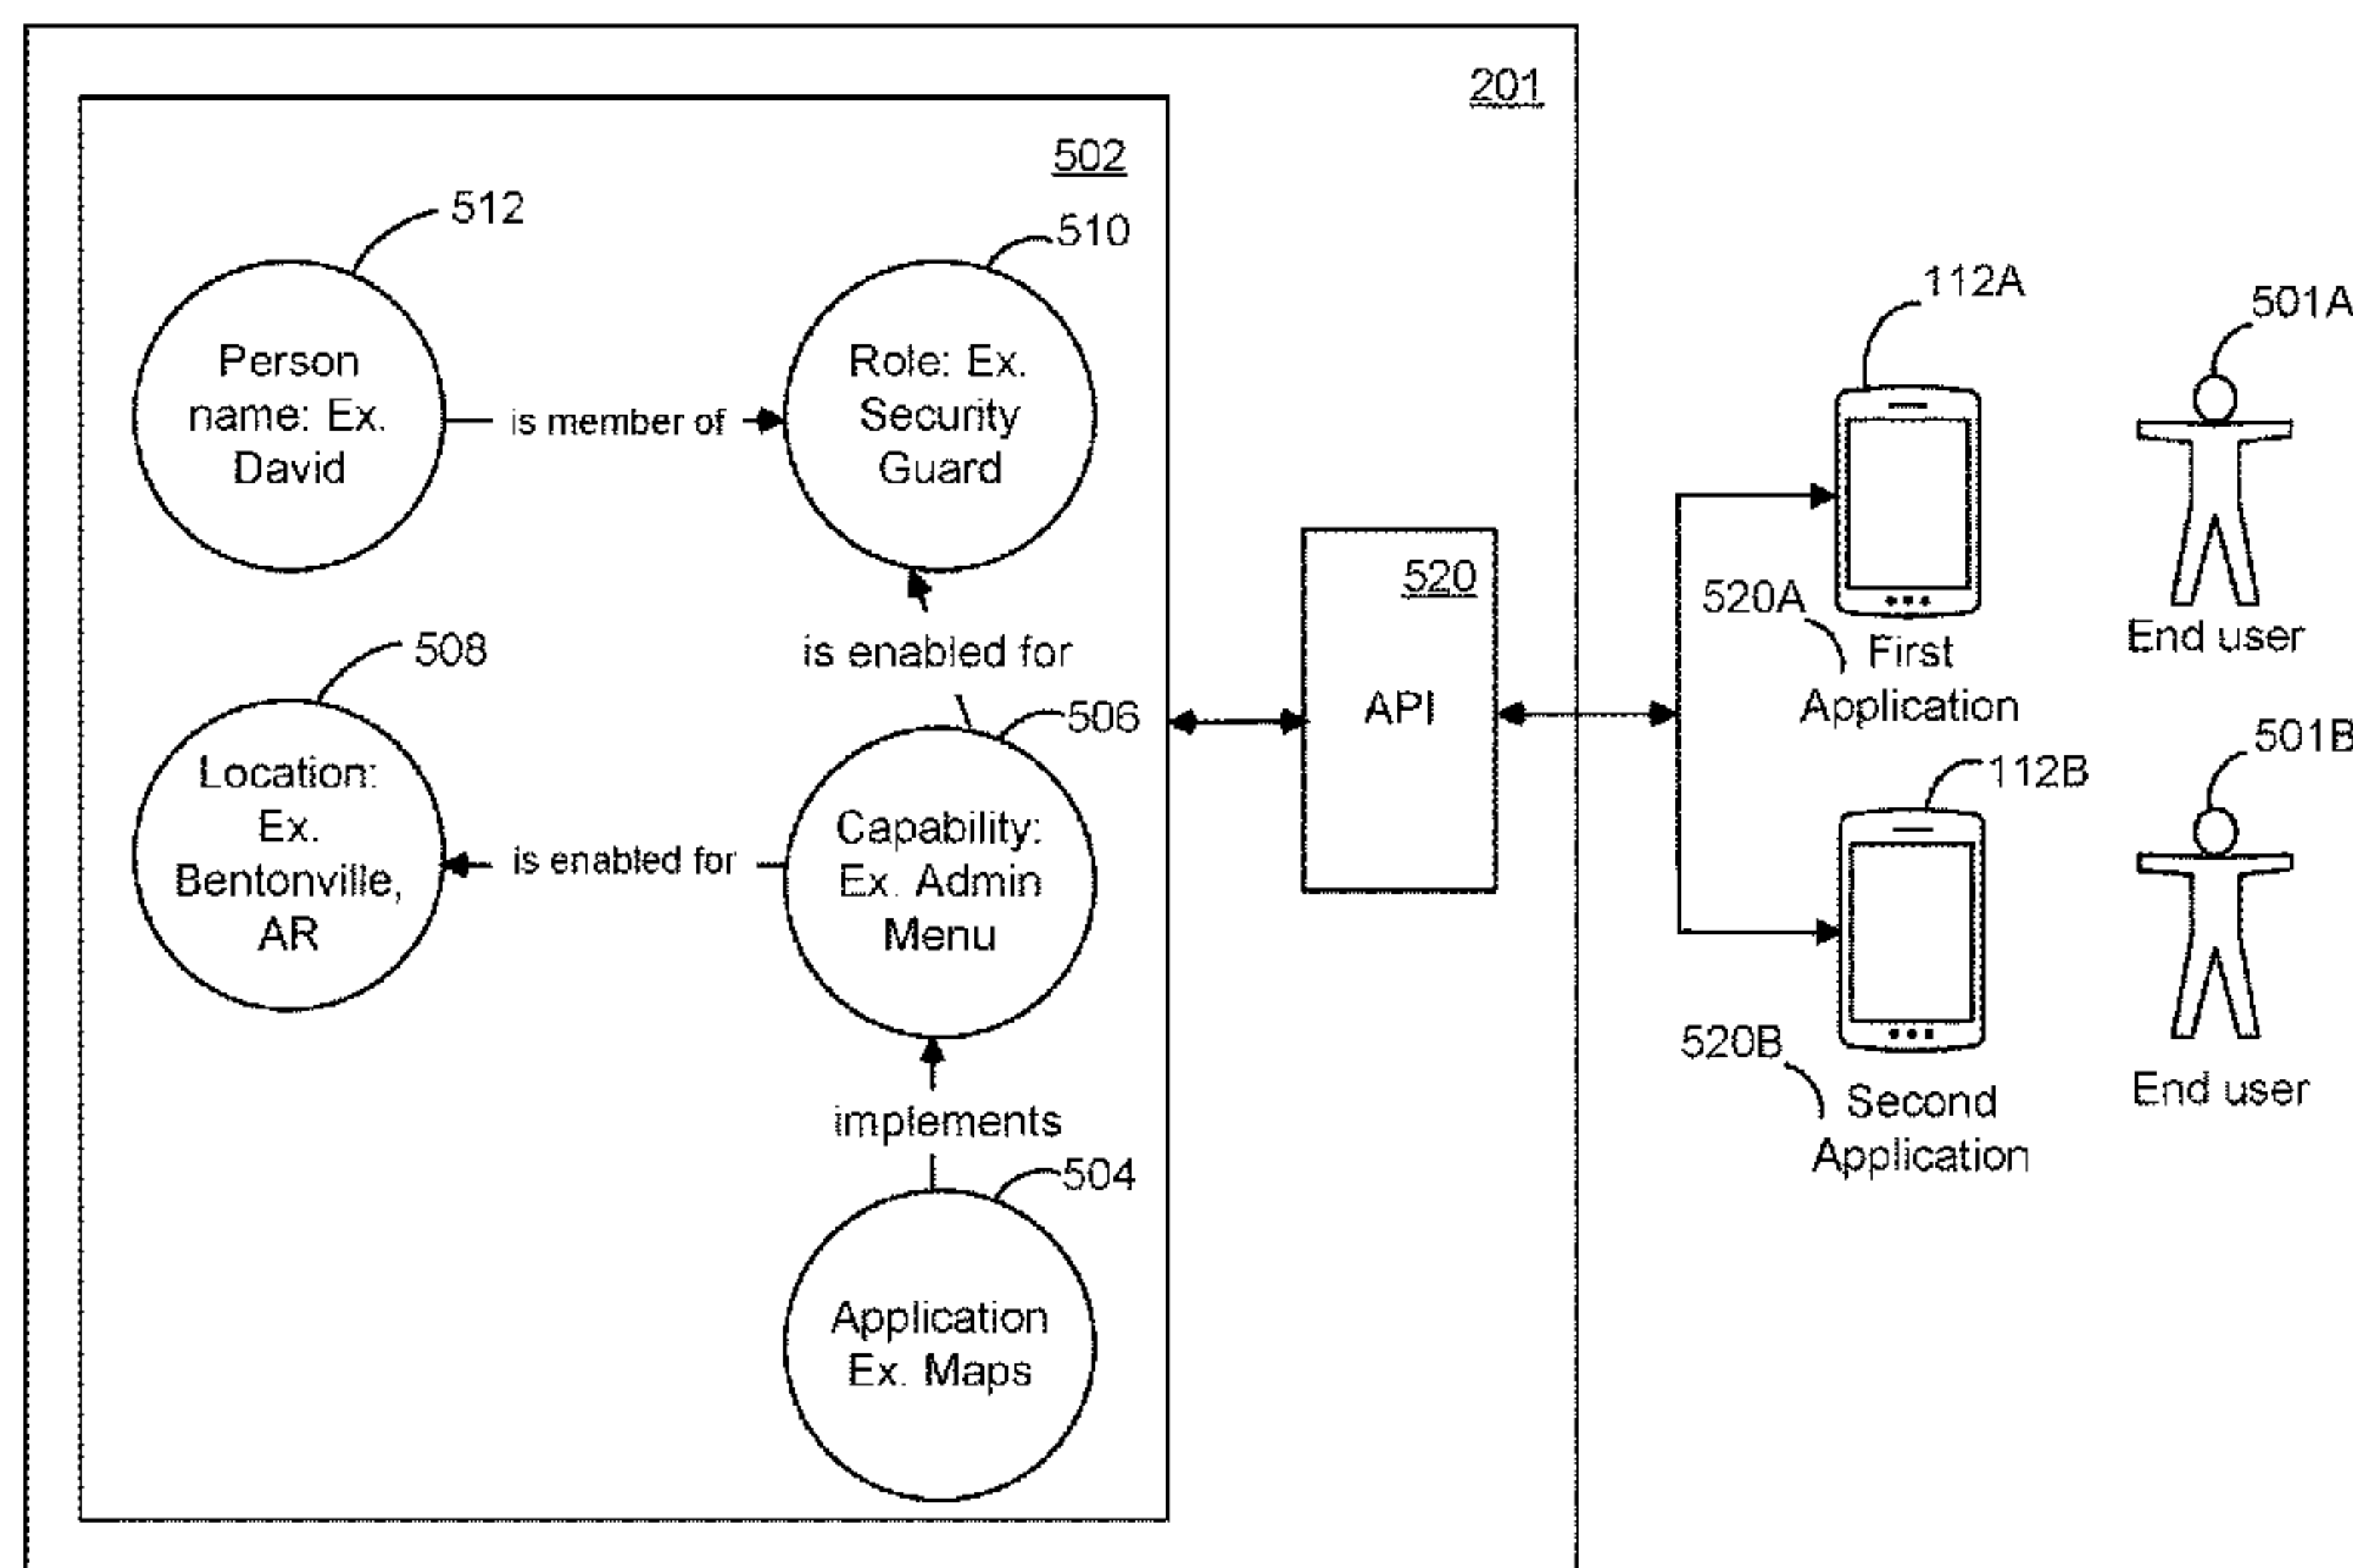 201
502
512
510
Person
name: Ex.
David
is member of
Role: Ex.
Security
Guard
is enabled for
508
506
Location:
Ex.
Bentonville,
AR
is enabled for
Capability:
Ex. Admin
Menu
implements
504
Application
Ex. Maps
520
API
112A
501A
520A
First
Application
End user
112B
501B
520B
Second
Application
End user